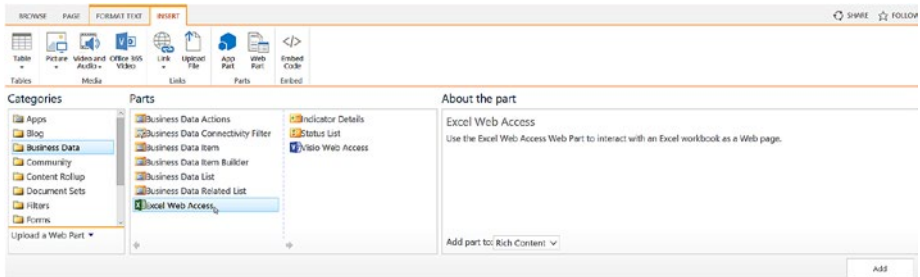 BROWSE PAGE FORMAT TEXT INSERT SHARE FOLLOW
Table Picture Video and Audio Office 365 Video Link Upload File App Part Web Part Embed Code
Tables Media Links Parts Embed
Categories Parts About the part
Apps
Blog
Business Data
Community
Content Rollup
Document Sets
Filters
Forms
Upload a Web Part
Business Data Actions
Business Data Connectivity Filter
Business Data Item
Business Data Item Builder
Business Data List
Business Data Related List
Excel Web Access
Indicator Details
Status List
Visio Web Access
Excel Web Access
Use the Excel Web Access Web Part to interact with an Excel workbook as a Web page.
Add part to: Rich Content
Add